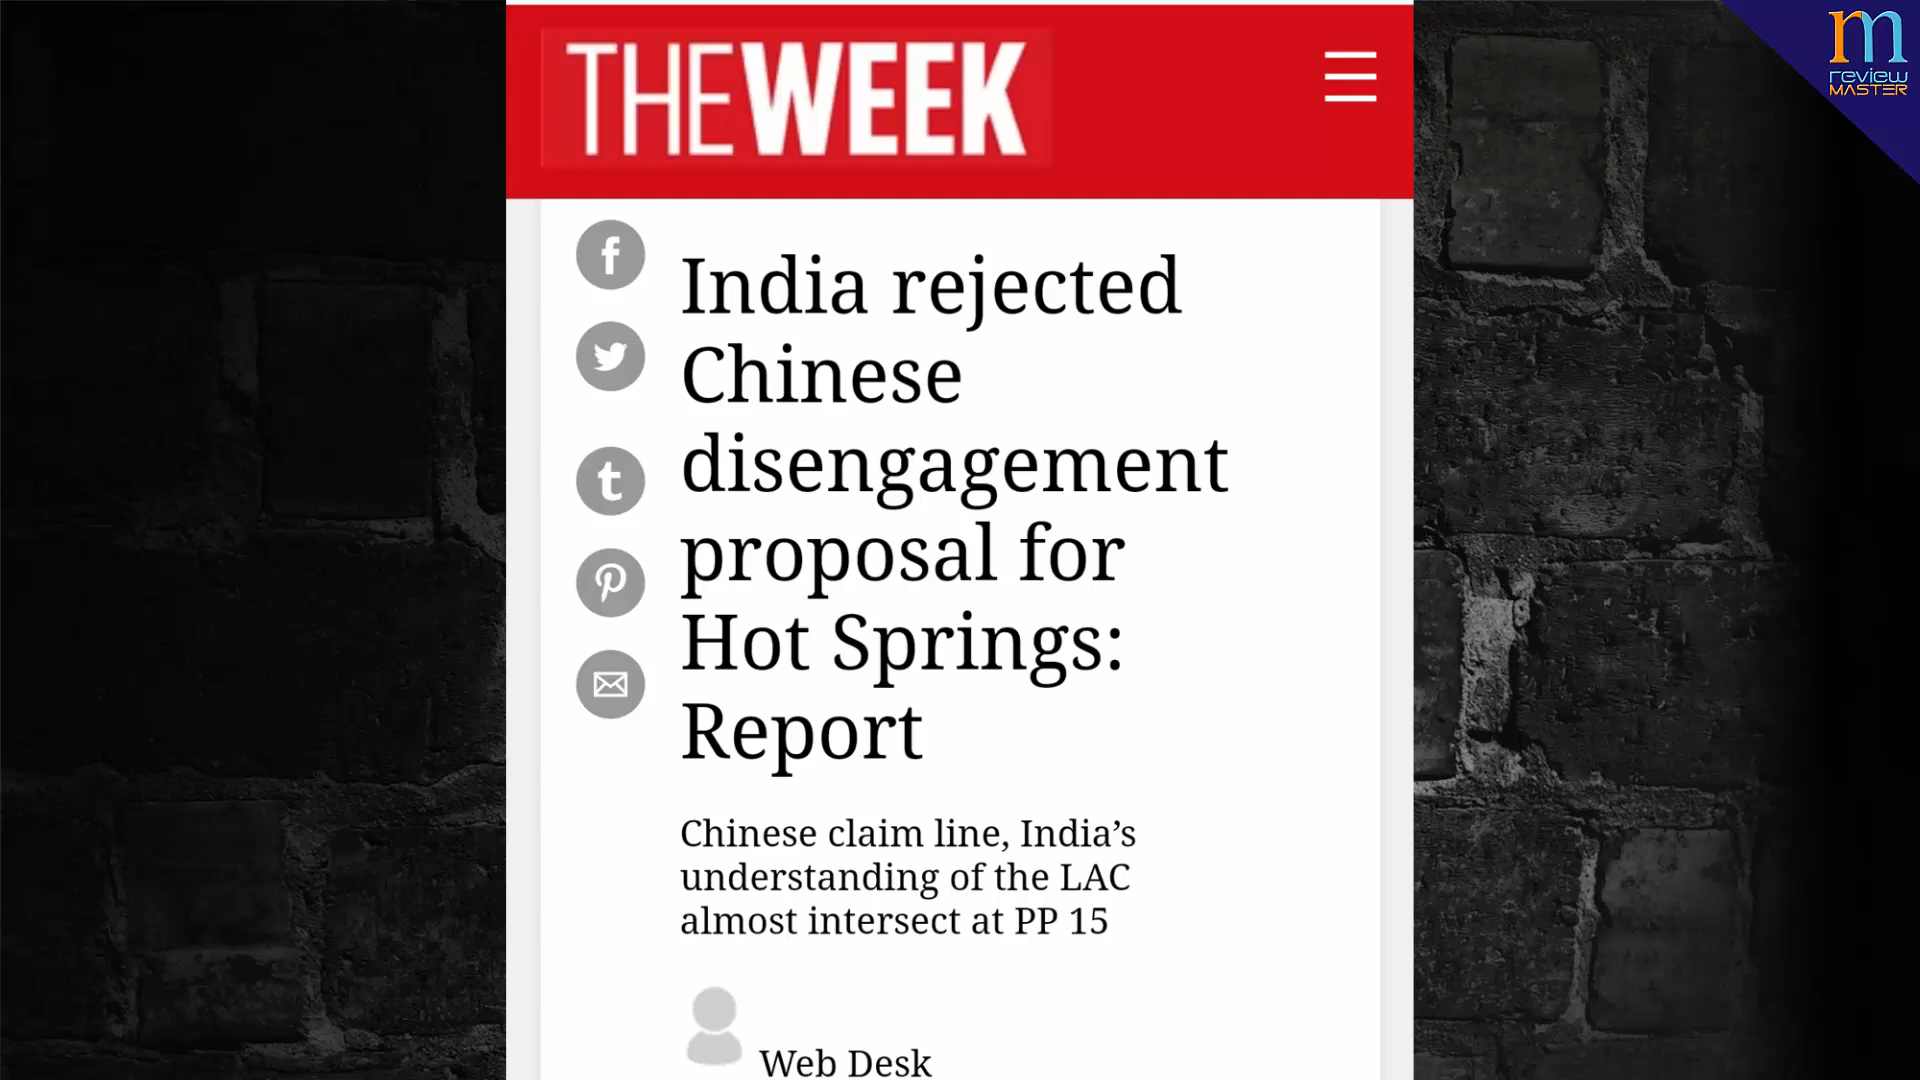 THEWEEK
m
review
MASTER
India rejected
Chinese
disengagement
proposal for
Hot Springs:
Report
Chinese claim line, India’s
understanding of the LAC
almost intersect at PP 15
Web Desk